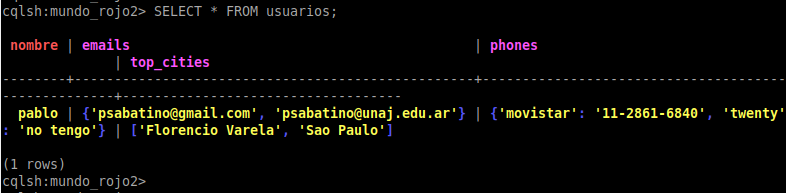 cqlsh:mundo_rojo2> SELECT * FROM usuarios;
nombre | emails | phones
| top_cities
--------+-------------------------------------------------+-------------------------------------
--------------+----------------------------------
pablo | {'psabatino@gmail.com', 'psabatino@unaj.edu.ar'} | {'movistar': '11-2861-6840', 'twenty'
: 'no tengo'} | ['Florencio Varela', 'Sao Paulo']
(1 rows)
cqlsh:mundo_rojo2>